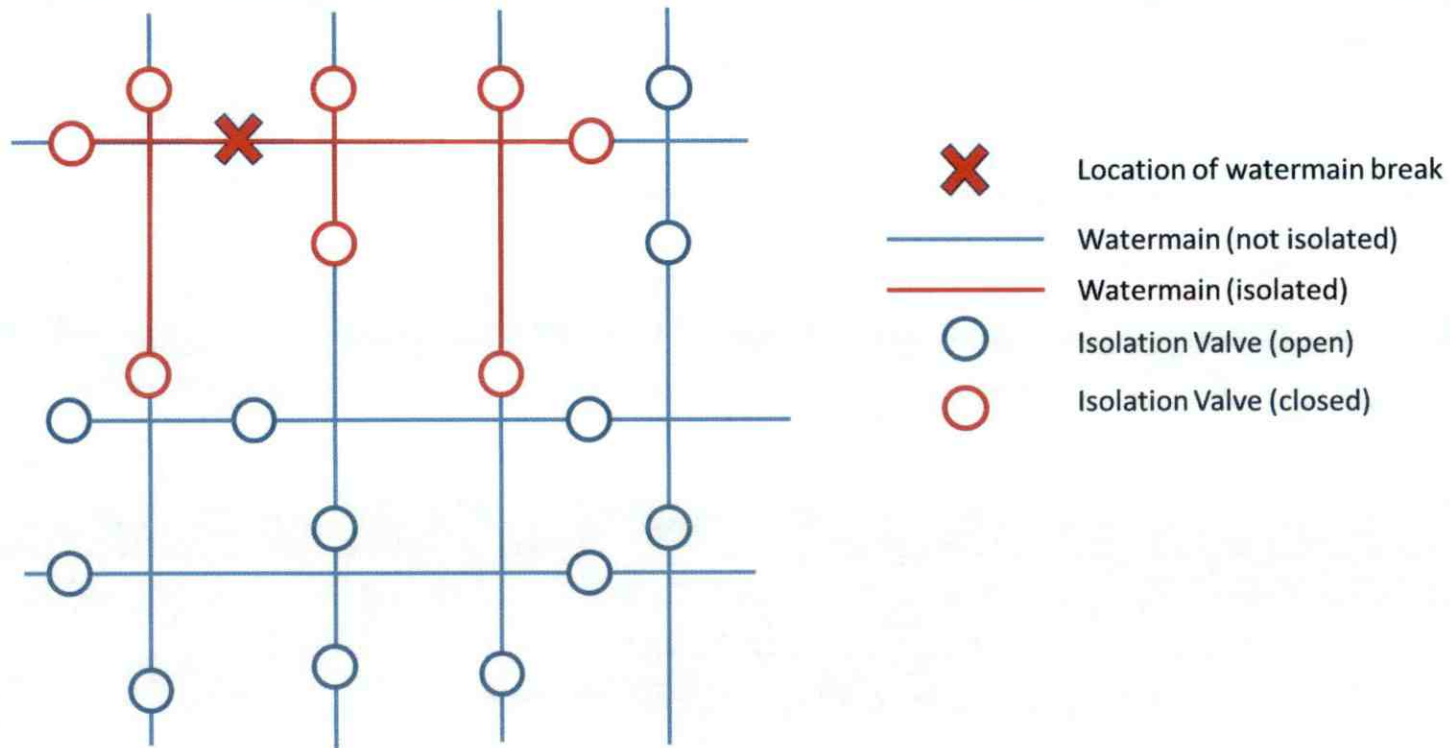 Location of watermain break
Watermain (not isolated)
Watermain (isolated)
Isolation Valve (open)
Isolation Valve (closed)